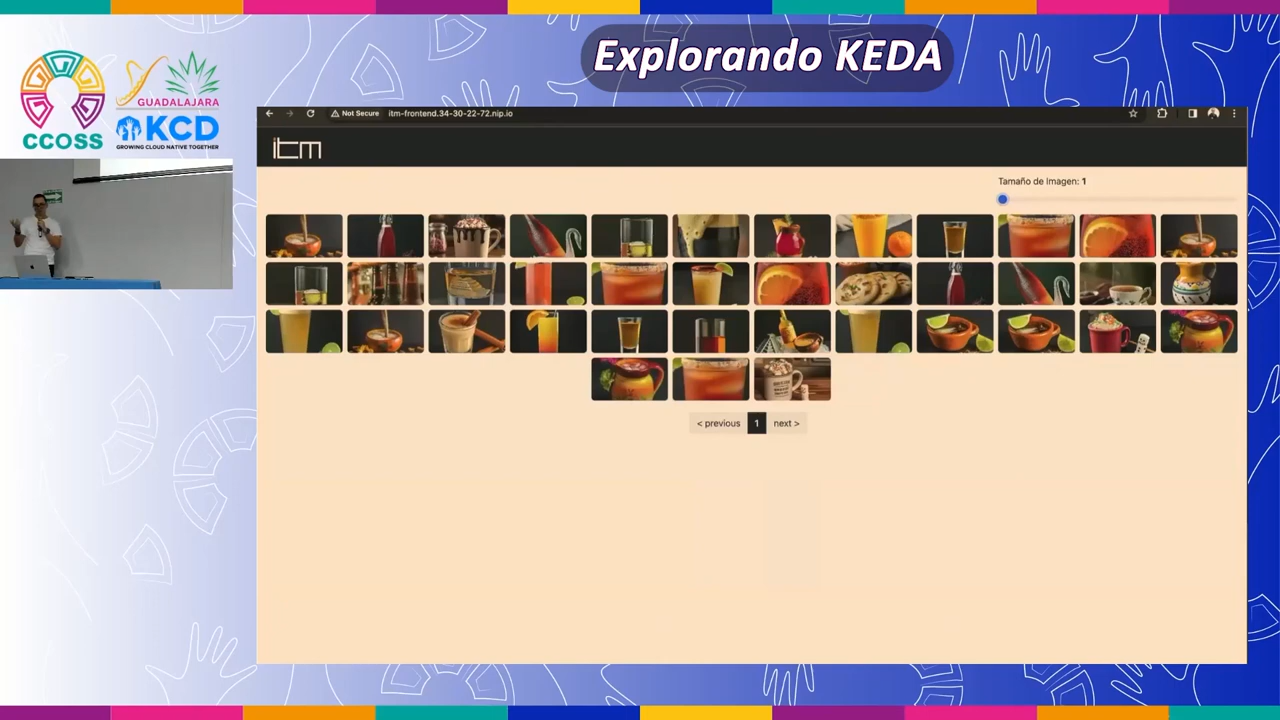 Explorando KEDA
GUADALAJARA
CCOSS
KCD
GROWING CLOUD NATIVE TOGETHER
Not Secure
itm-frontend.34-30-22-72.nip.io
itm
Tamaño de Imagen: 1
< previous
1
next >